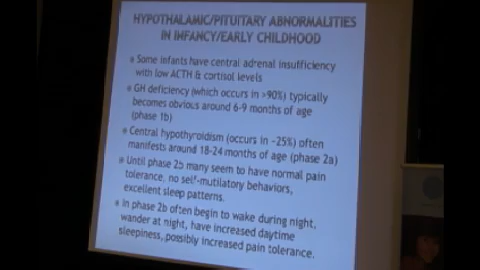 HYPOTHALAMIC/PITUITARY ABNORMALITIES
IN INFANCY/EARLY CHILDHOOD
Some infants have central adrenal insufficiency
with low ACTH & cortisol levels
GH deficiency (which occurs in >90%) typically
becomes obvious around 6-9 months of age
(phase 1b)
Central hypothyroidism (occurs in ~25%) often
manifests around 18-24 months of age (phase 2a)
Until phase 2b many seem to have normal pain
tolerance, no self-mutilatory behaviors,
excellent sleep patterns.
In phase 2b often begin to wake during night,
wander at night, have increased daytime
sleepiness, possibly increased pain tolerance.